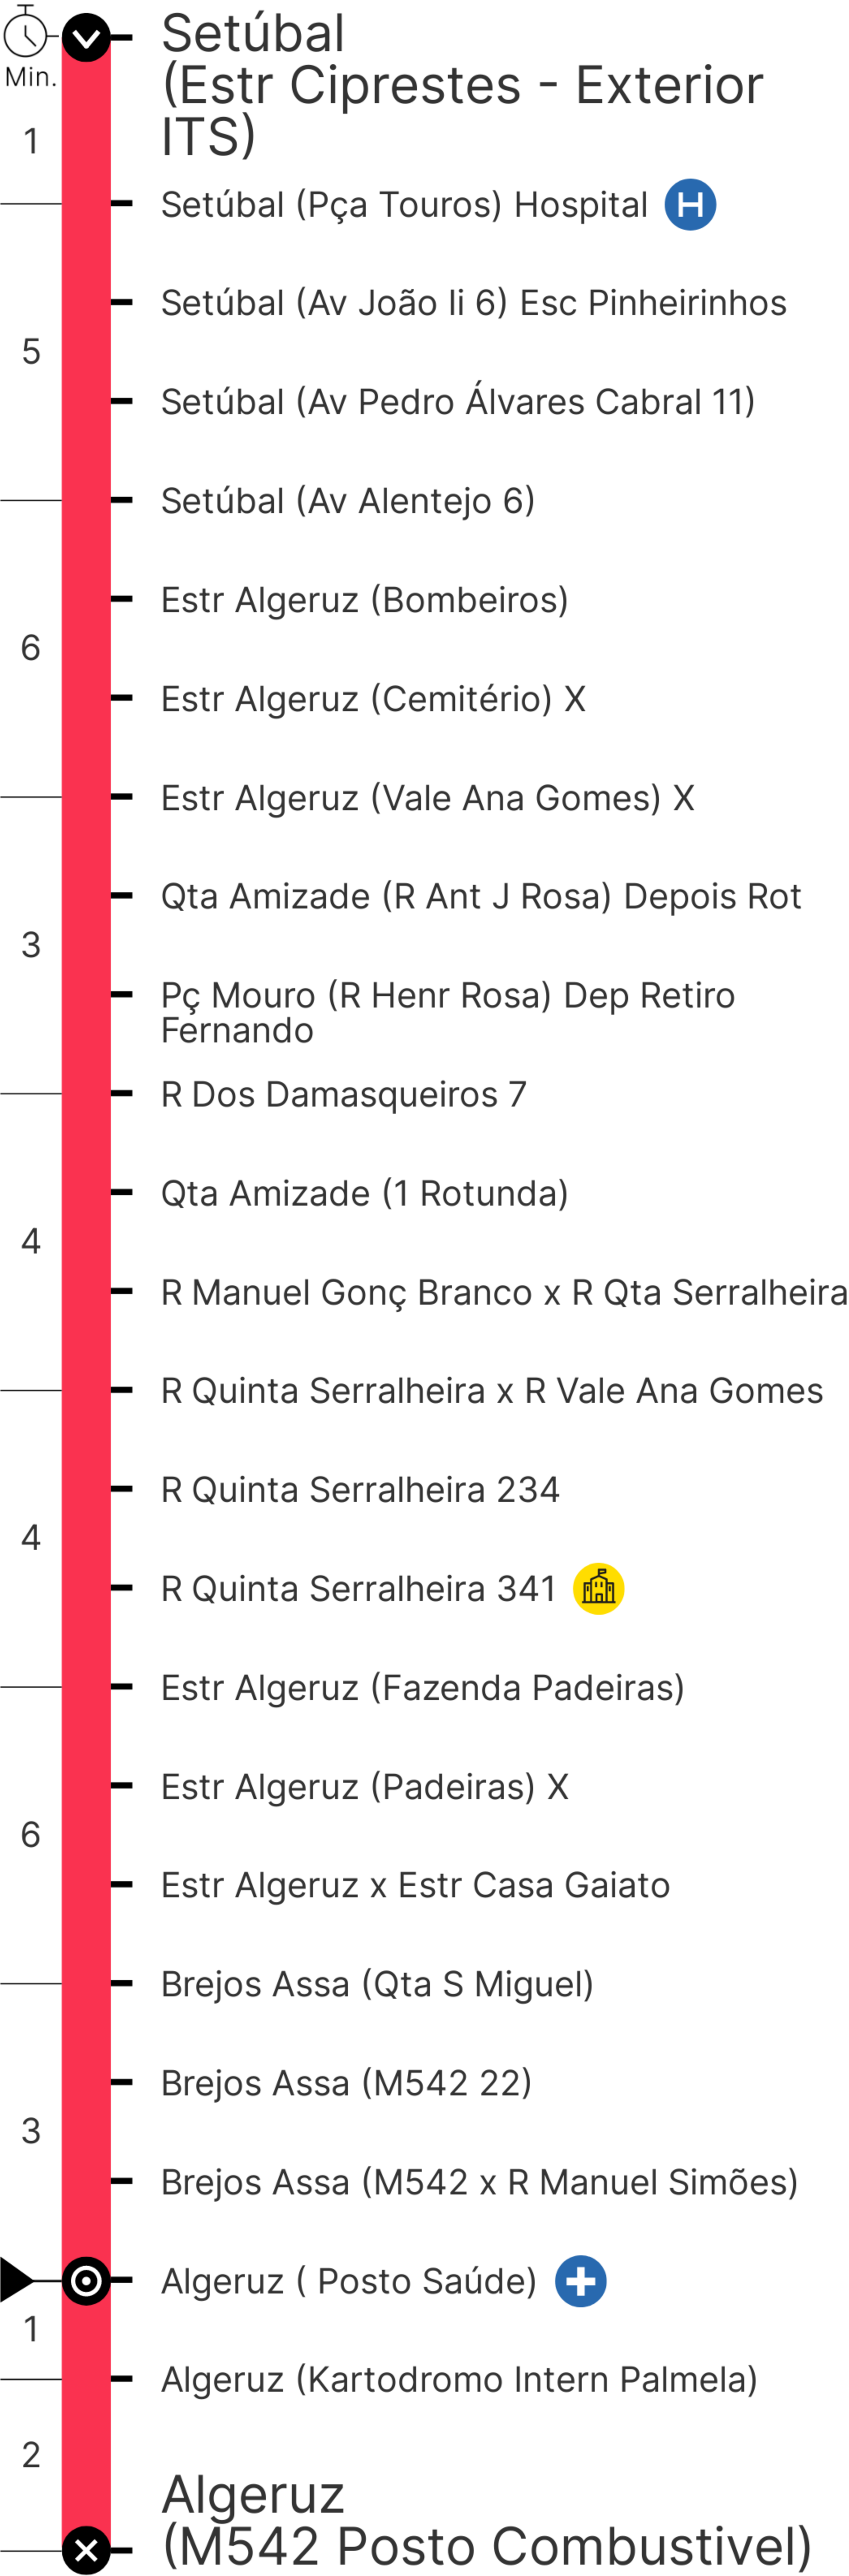 Setúbal
(Estr Ciprestes - Exterior
ITS)
Min.
1
Setúbal (Pça Touros) Hospital H
Setúbal (Av João Ii 6) Esc Pinheirinhos
5
Setúbal (Av Pedro Álvares Cabral 11)
Setúbal (Av Alentejo 6)
Estr Algeruz (Bombeiros)
6
Estr Algeruz (Cemitério) X
Estr Algeruz (Vale Ana Gomes) X
Qta Amizade (R Ant J Rosa) Depois Rot
3
Pç Mouro (R Henr Rosa) Dep Retiro
Fernando
R Dos Damasqueiros 7
Qta Amizade (1 Rotunda)
4
R Manuel Gonç Branco x R Qta Serralheira
R Quinta Serralheira x R Vale Ana Gomes
R Quinta Serralheira 234
4
R Quinta Serralheira 341
Estr Algeruz (Fazenda Padeiras)
Estr Algeruz (Padeiras) X
6
Estr Algeruz x Estr Casa Gaiato
Brejos Assa (Qta S Miguel)
Brejos Assa (M542 22)
3
Brejos Assa (M542 x R Manuel Simões)
Algeruz ( Posto Saúde)
1
Algeruz (Kartodromo Intern Palmela)
2
Algeruz
(M542 Posto Combustivel)